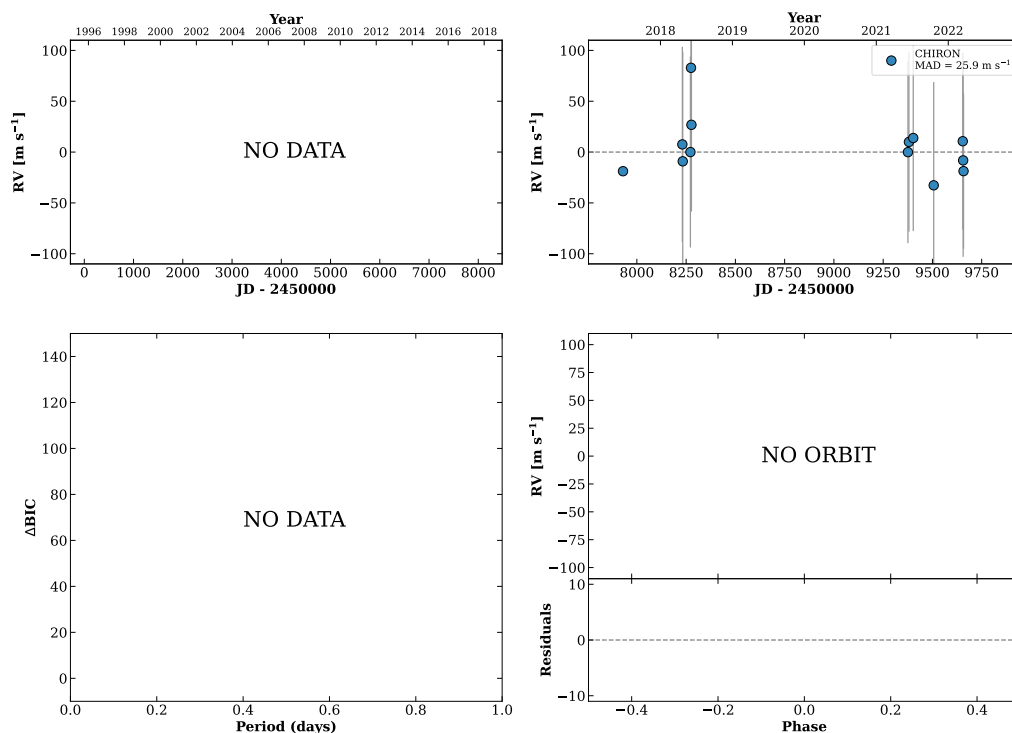 Year
1996 1998 2000 2002 2004 2006 2008 2010 2012 2014 2016 2018
100
50
0
−50
−100
RV [m s⁻¹]
NO DATA
0 1000 2000 3000 4000 5000 6000 7000 8000
JD - 2450000
Year
2018 2019 2020 2021 2022
100
50
0
−50
−100
RV [m s⁻¹]
CHIRON
MAD = 25.9 m s⁻¹
8000 8250 8500 8750 9000 9250 9500 9750
JD - 2450000
140
120
100
80
60
40
20
0
ΔBIC
NO DATA
0.0 0.2 0.4 0.6 0.8 1.0
Period (days)
100
75
50
25
0
−25
−50
−75
−100
RV [m s⁻¹]
NO ORBIT
10
0
−10
Residuals
−0.4 −0.2 0.0 0.2 0.4
Phase